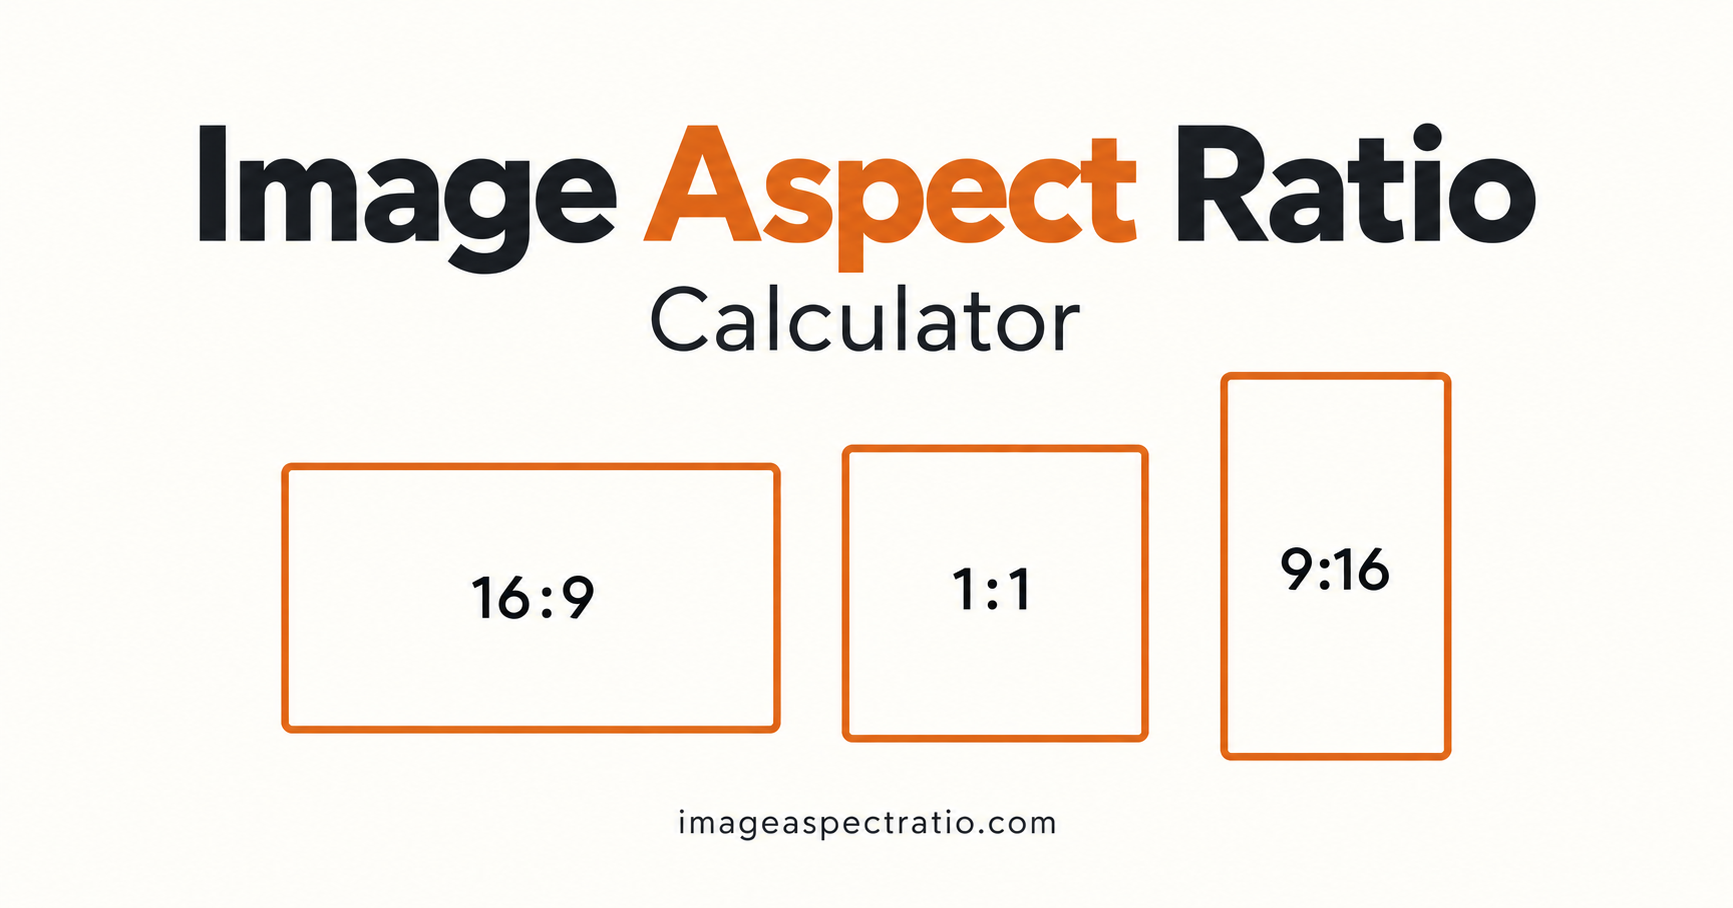 Image Aspect Ratio
Calculator
16:9
1:1
9:16
imageaspectratio.com